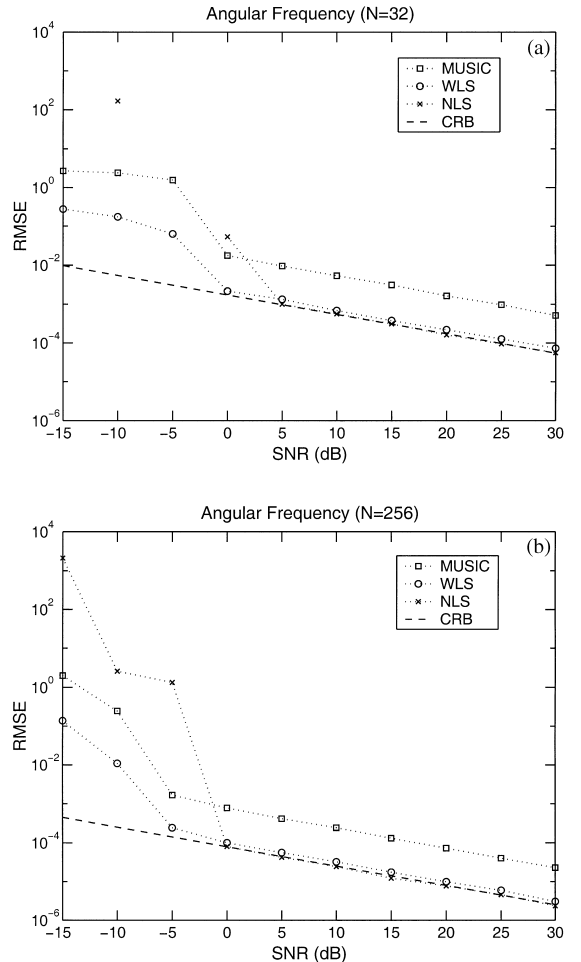 Angular Frequency (N=32)
(a)
10^4
10^2
10^0
10^-2
10^-4
10^-6
RMSE
MUSIC
WLS
NLS
CRB
-15 -10 -5 0 5 10 15 20 25 30
SNR (dB)
Angular Frequency (N=256)
(b)
10^4
10^2
10^0
10^-2
10^-4
10^-6
RMSE
MUSIC
WLS
NLS
CRB
-15 -10 -5 0 5 10 15 20 25 30
SNR (dB)